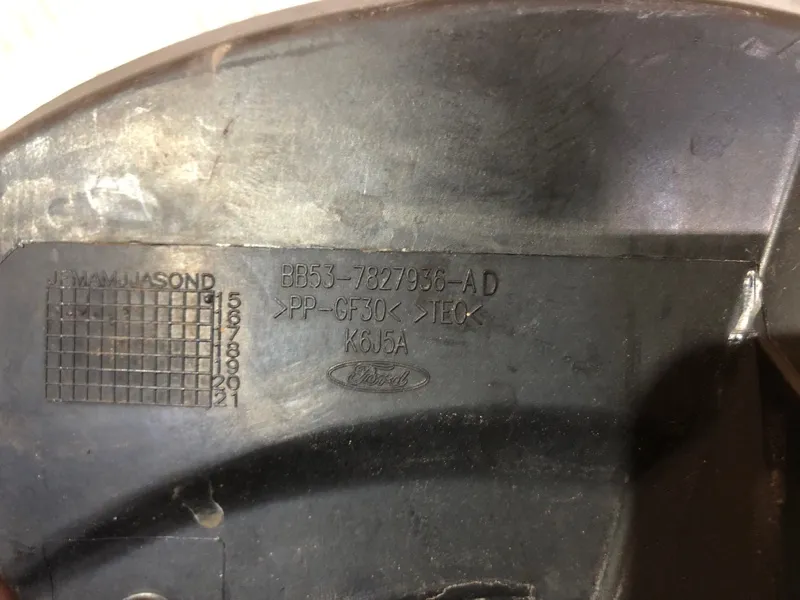 JFMAMJJASOND
15
16
17
18
19
20
21
BB53-7827936-AD
>PP-GF30< >TEO<
K6J5A
Ford